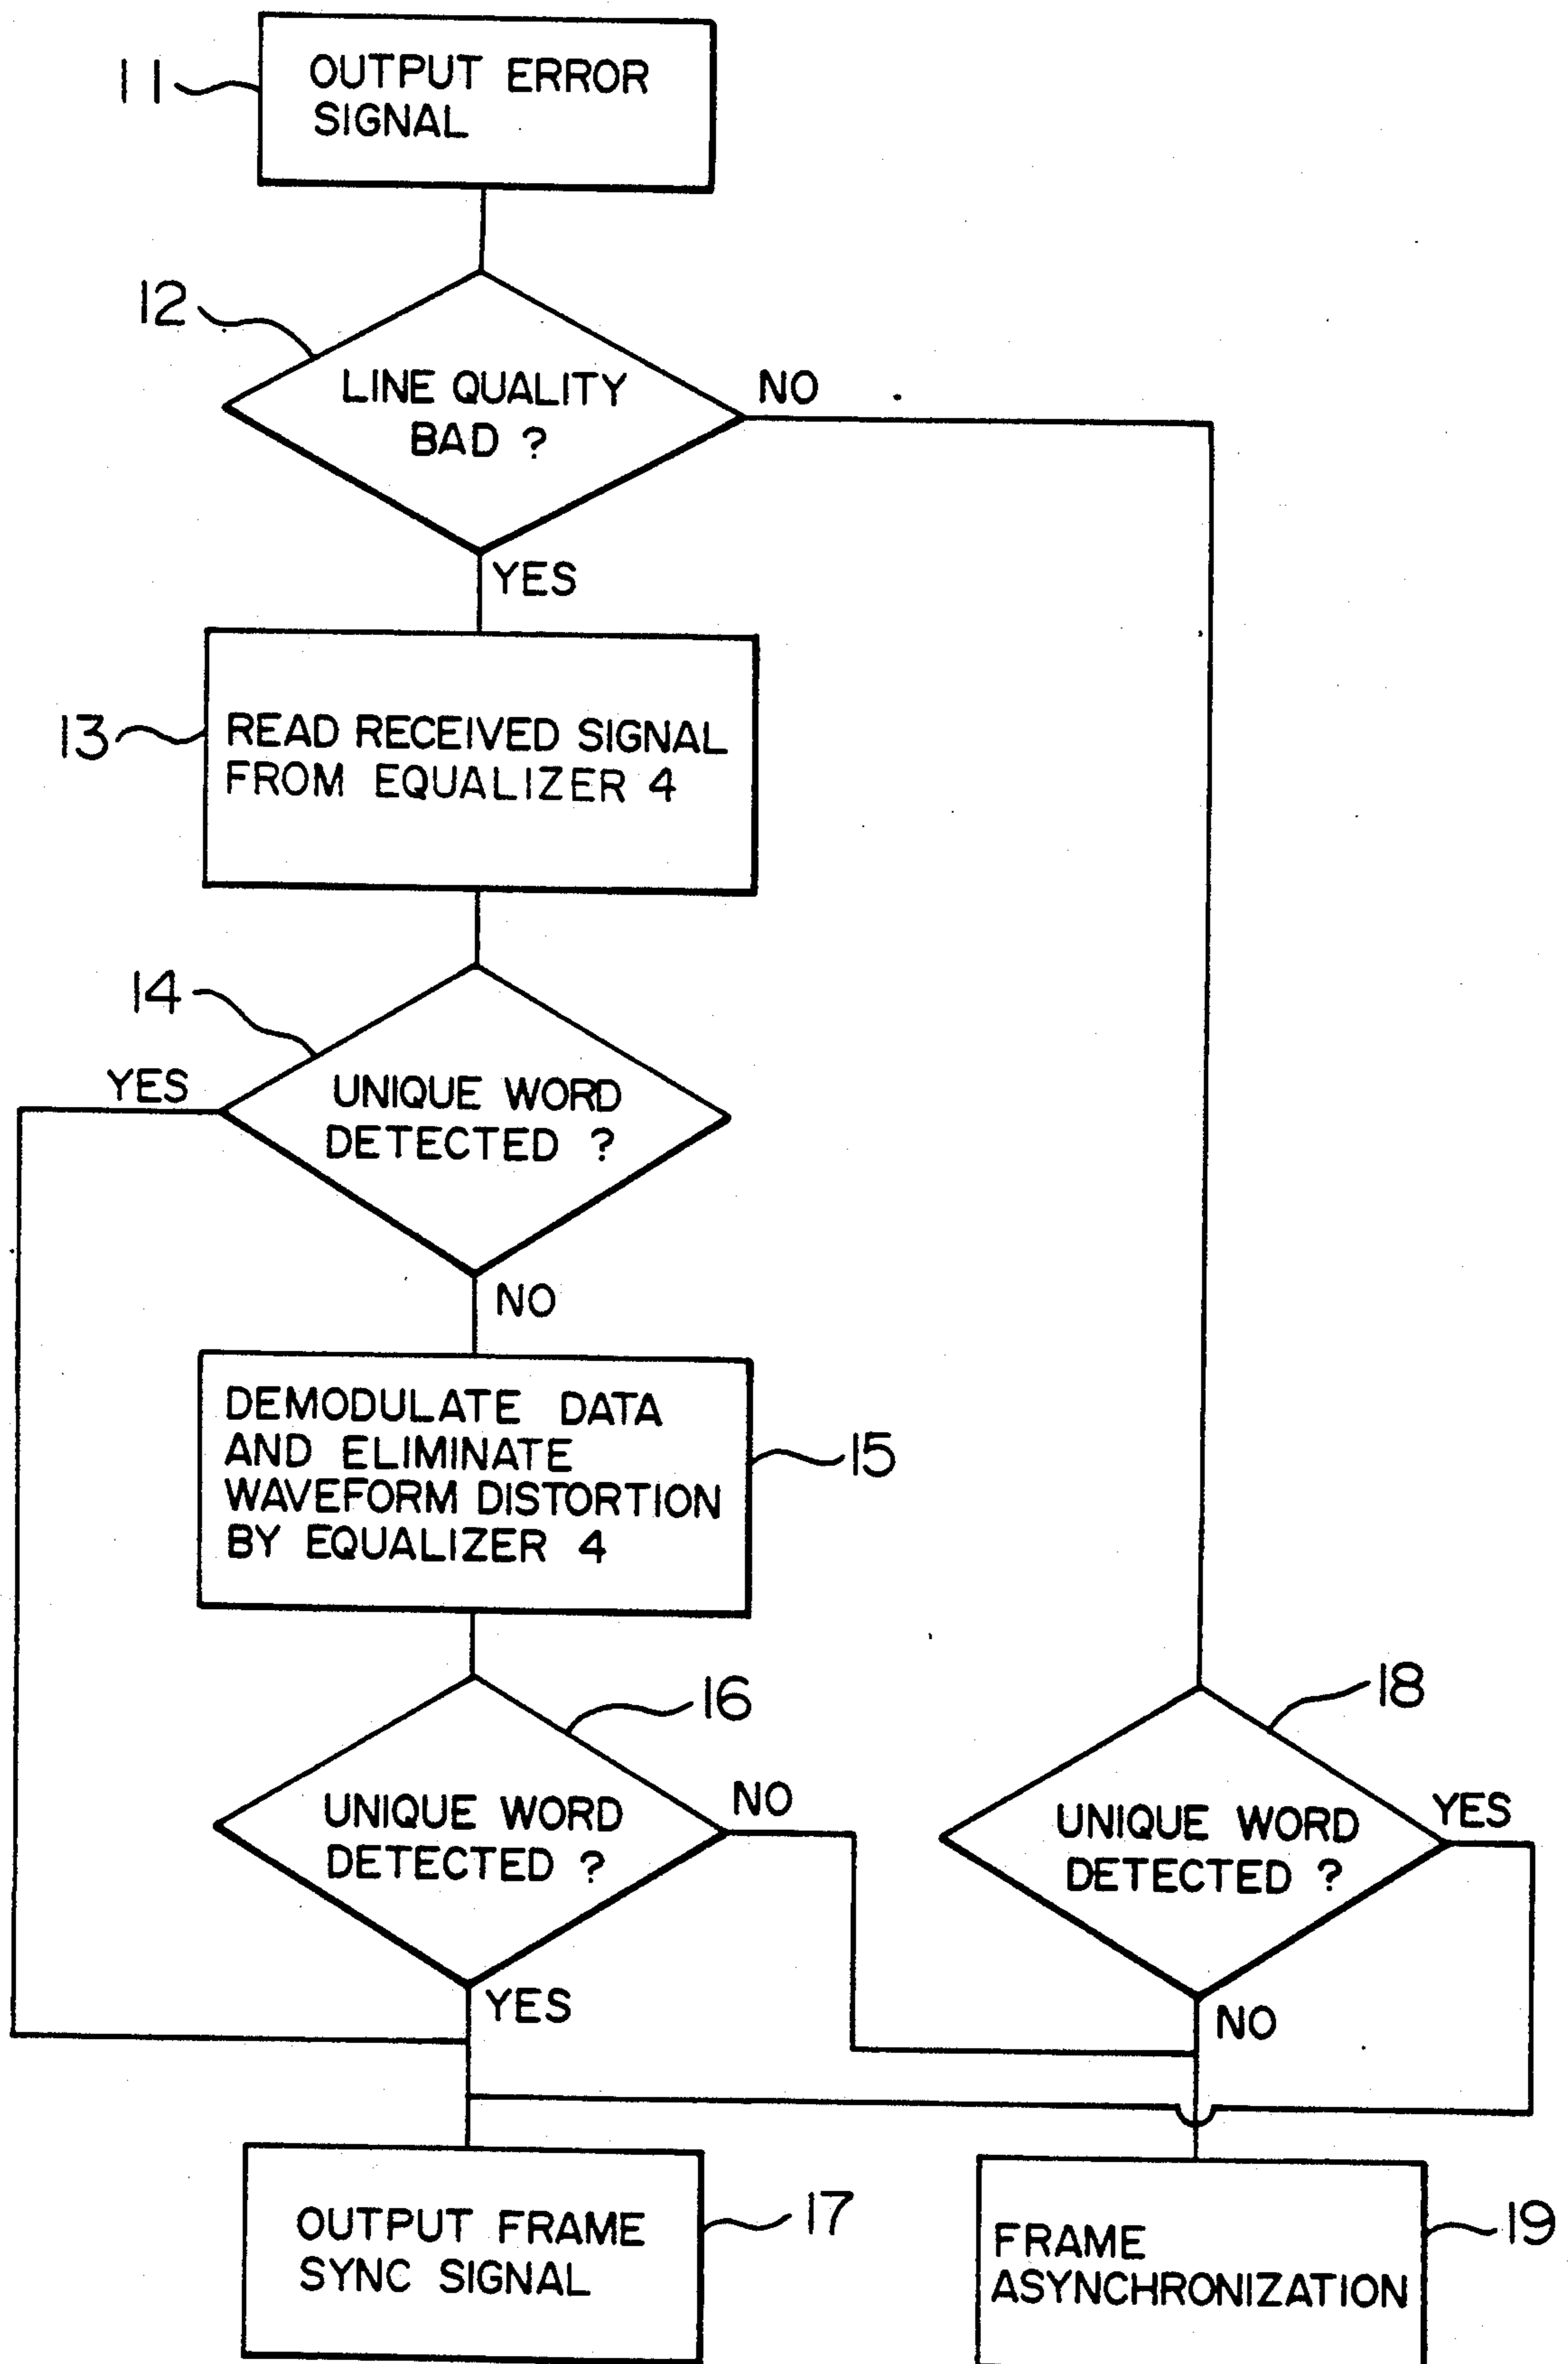 11
OUTPUT ERROR
SIGNAL
12
LINE QUALITY
BAD ?
NO
YES
13
READ RECEIVED SIGNAL
FROM EQUALIZER 4
14
YES
UNIQUE WORD
DETECTED ?
NO
DEMODULATE DATA
AND ELIMINATE
WAVEFORM DISTORTION
BY EQUALIZER 4
15
16
UNIQUE WORD
DETECTED ?
NO
YES
18
UNIQUE WORD
DETECTED ?
YES
NO
OUTPUT FRAME
SYNC SIGNAL
17
FRAME
ASYNCHRONIZATION
19